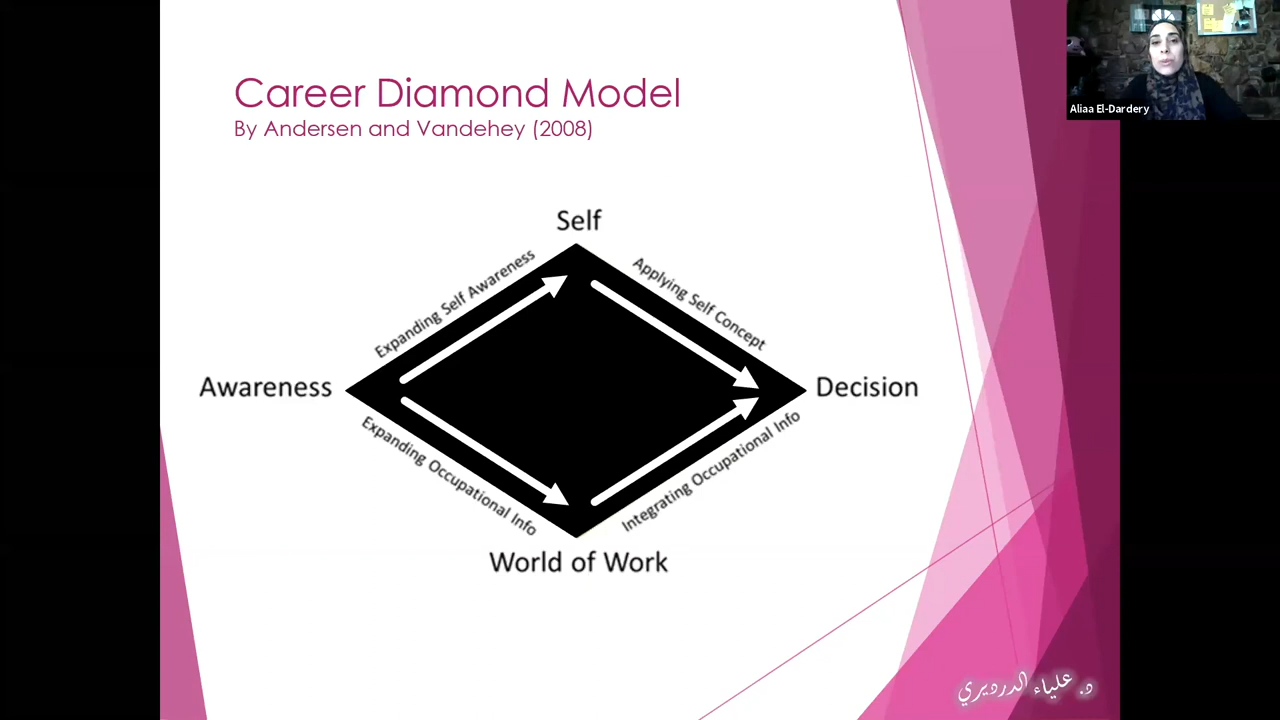 Career Diamond Model
By Andersen and Vandehey (2008)
Aliaa El-Dardery
Self
Expanding Self Awareness
Applying Self Concept
Awareness
Decision
Expanding Occupational Info
Integrating Occupational Info
World of Work
د. علياء الدرديري